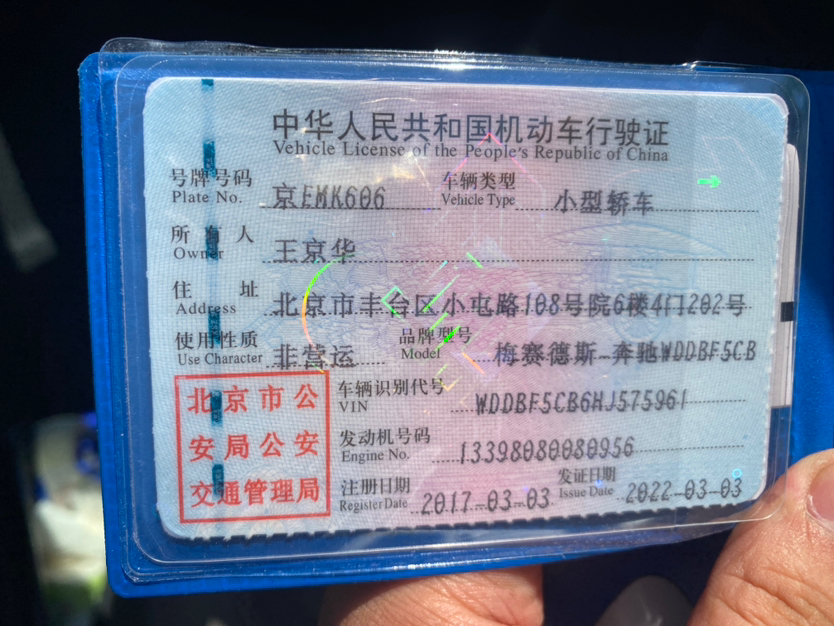 中华人民共和国机动车行驶证
Vehicle License of the People's Republic of China
号牌号码 Plate No. 京EMK606 车辆类型 Vehicle Type 小型轿车
所有人 Owner 王京华
住址 Address 北京市丰台区小屯路108号院6楼4门202号
使用性质 Use Character 非营运 品牌型号 Model 梅赛德斯-奔驰WDDBF5CB
车辆识别代号 VIN WDDBF5CB6HJ575961
发动机号码 Engine No. 13398080080956
注册日期 Register Date 2017-03-03 发证日期 Issue Date 2022-03-03
北京市公
安局公安
交通管理局